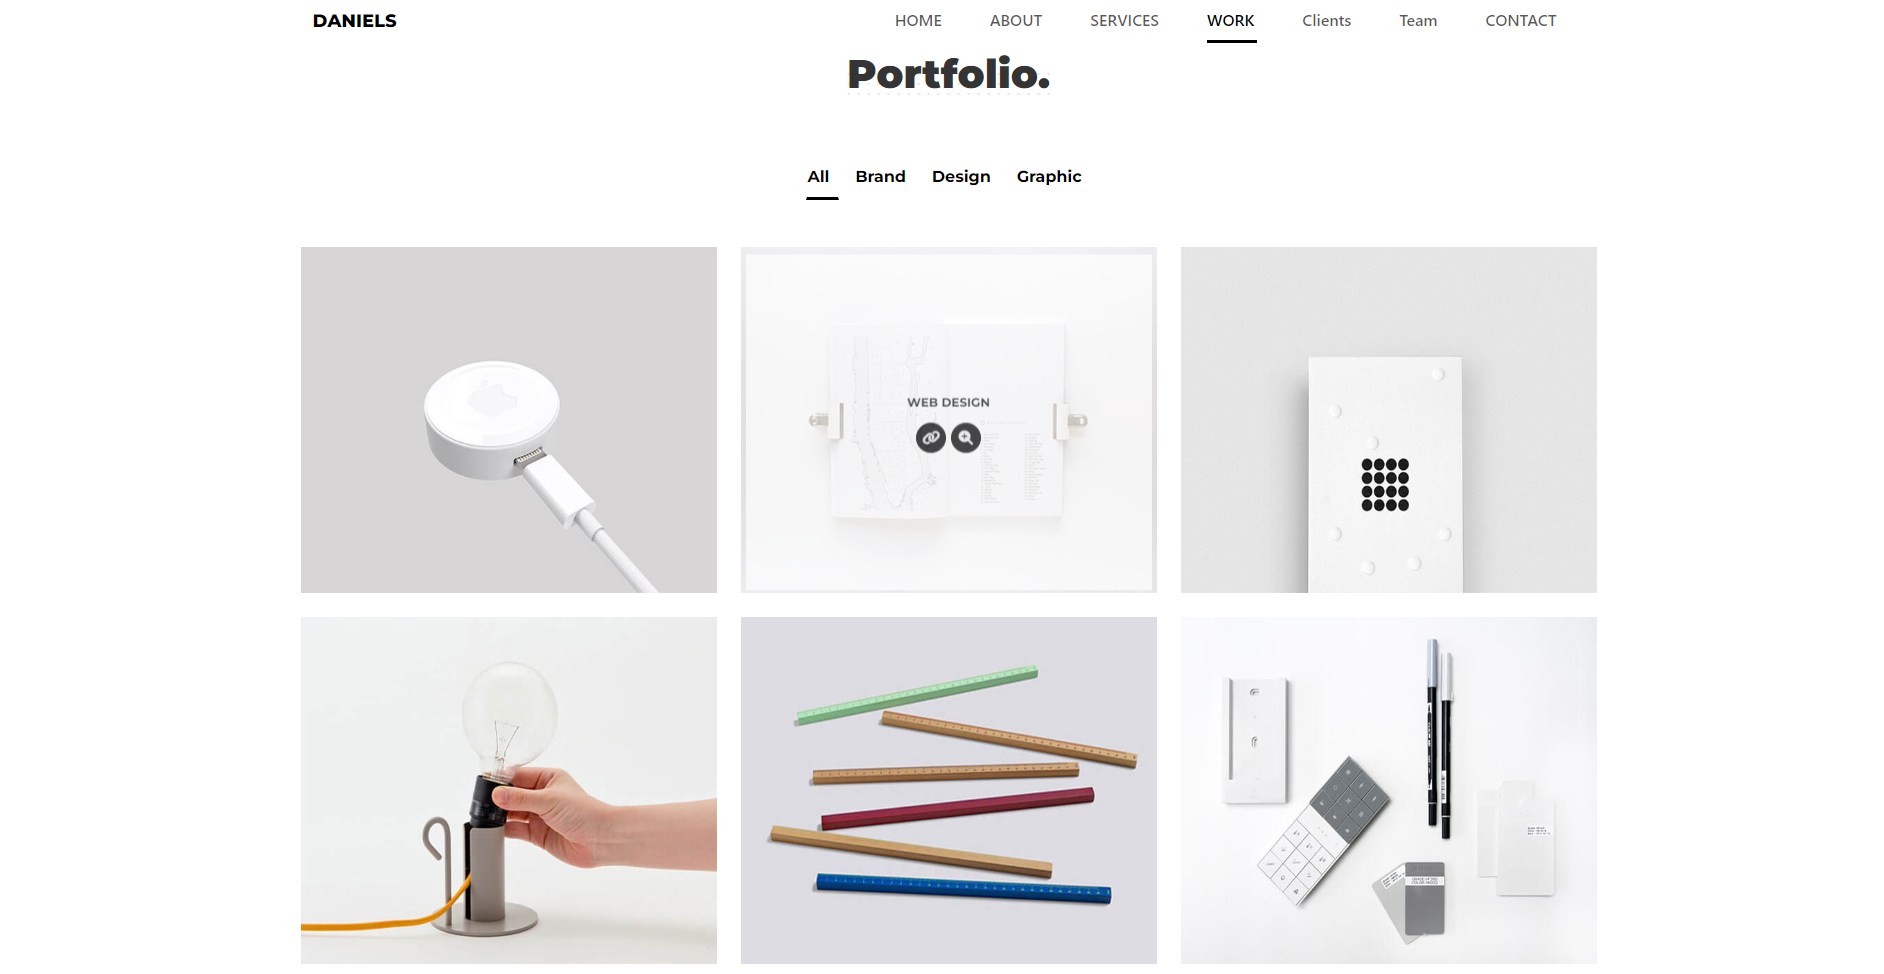 DANIELS HOME ABOUT SERVICES WORK Clients Team CONTACT
Portfolio.
All Brand Design Graphic
WEB DESIGN